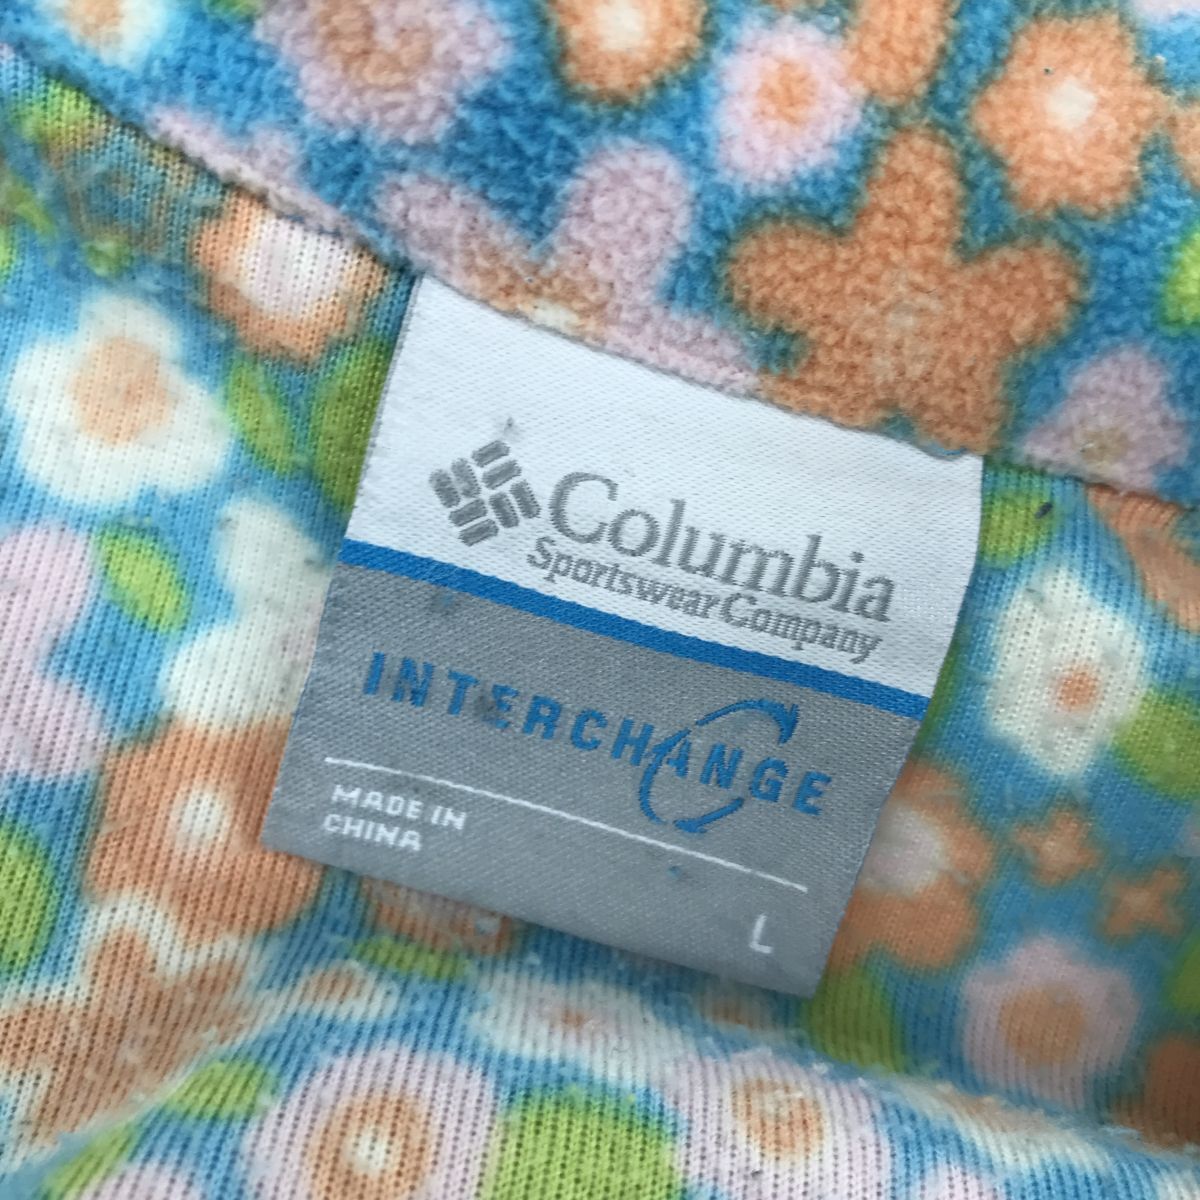 Columbia
Sportswear Company
INTERCHANGE
MADE IN
CHINA
L